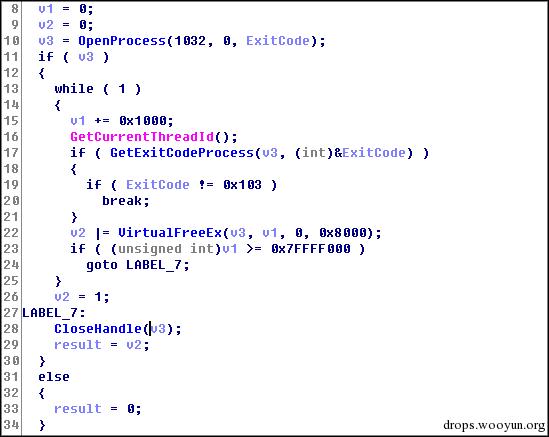 8 v1 = 0;
9 v2 = 0;
10 v3 = OpenProcess(1032, 0, ExitCode);
11 if ( v3 )
12 {
13 while ( 1 )
14 {
15 v1 += 0x1000;
16 GetCurrentThreadId();
17 if ( GetExitCodeProcess(v3, (int)&ExitCode) )
18 {
19 if ( ExitCode != 0x103 )
20 break;
21 }
22 v2 |= VirtualFreeEx(v3, v1, 0, 0x8000);
23 if ( (unsigned int)v1 >= 0x7FFFF000 )
24 goto LABEL_7;
25 }
26 v2 = 1;
27 LABEL_7:
28 CloseHandle(v3);
29 result = v2;
30 }
31 else
32 {
33 result = 0;
34 }
drops.wooyun.org